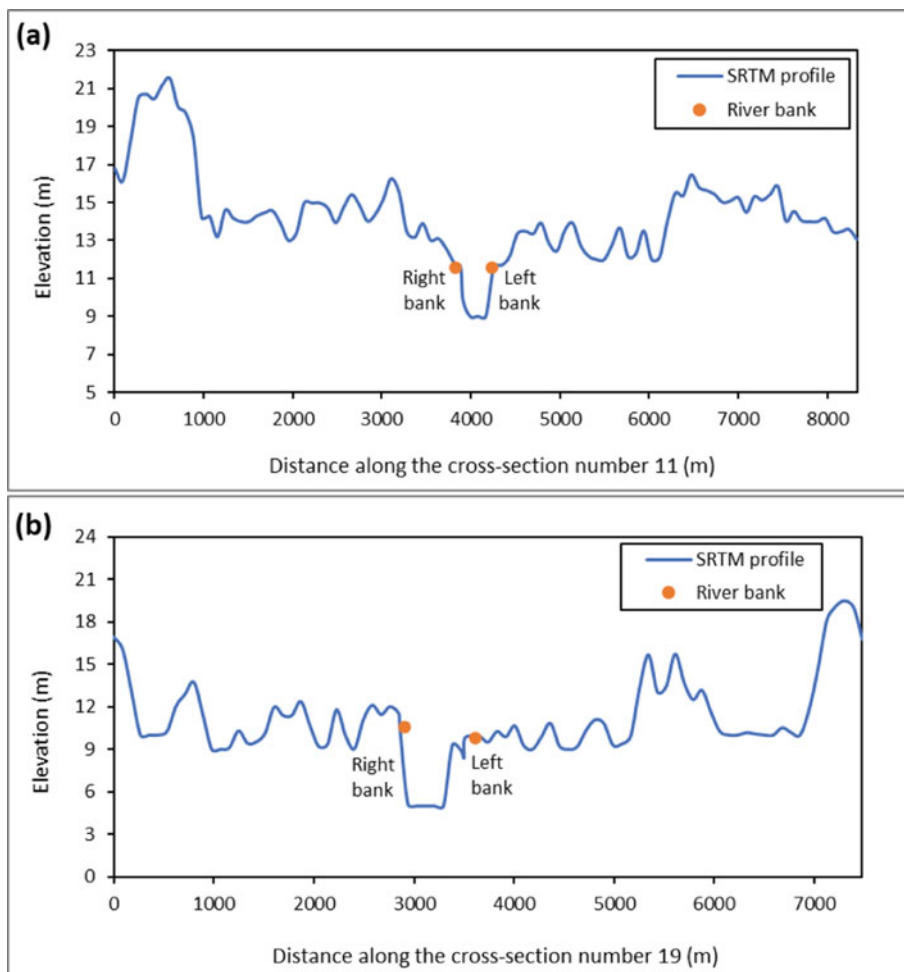 (a)
23
21
19
17
15
13
11
9
7
5
Elevation (m)
SRTM profile
River bank
Right
bank
Left
bank
0 1000 2000 3000 4000 5000 6000 7000 8000
Distance along the cross-section number 11 (m)
(b)
24
21
18
15
12
9
6
3
0
Elevation (m)
SRTM profile
River bank
Right
bank
Left
bank
0 1000 2000 3000 4000 5000 6000 7000
Distance along the cross-section number 19 (m)